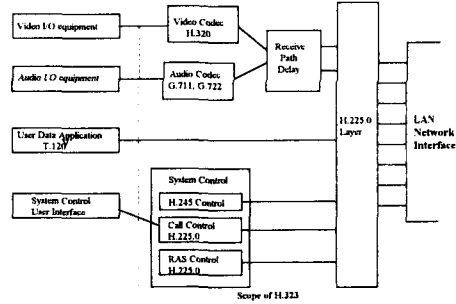 Video I/O equipment
Video Codec
H.320
Receive
Path
Delay
Audio I/O equipment
Audio Codec
G.711, G.722
H.225.0
Layer
LAN
Network
Interface
User Data Application
T.120
System Control
User Interface
System Control
H.245 Control
Call Control
H.225.0
RAS Control
H.225.0
Scope of H.323